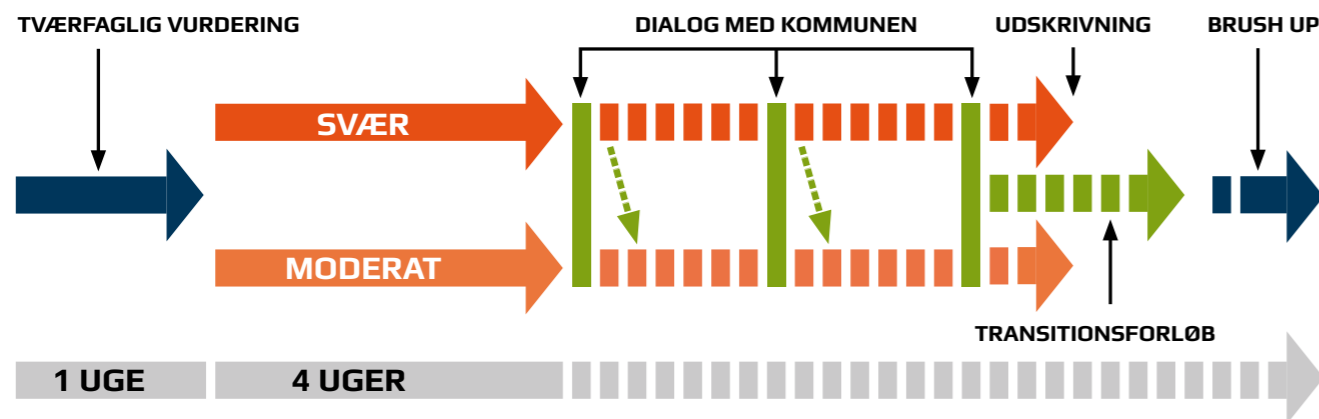 TVÆRFAGLIG VURDERING
DIALOG MED KOMMUNEN
UDSKRIVNING
BRUSH UP
SVÆR
MODERAT
TRANSITIONSFORLØB
1 UGE
4 UGER